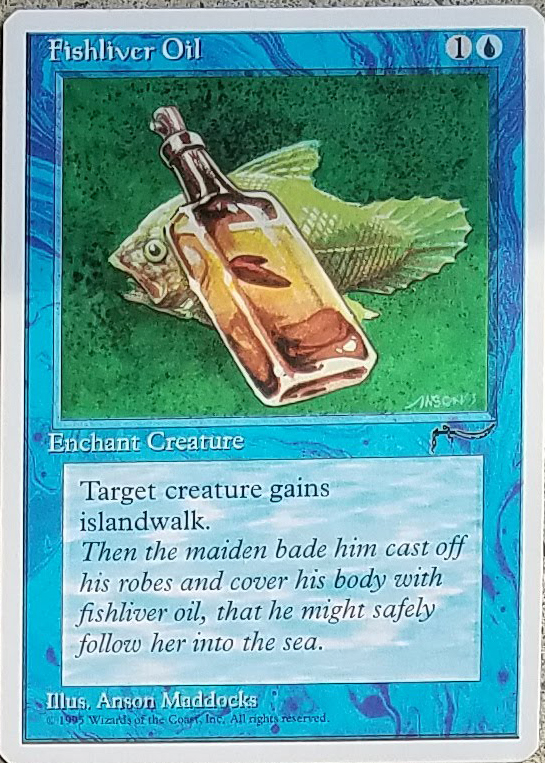 Fishliver Oil
1
ANSON
Enchant Creature
Target creature gains
islandwalk.
Then the maiden bade him cast off
his robes and cover his body with
fishliver oil, that he might safely
follow her into the sea.
Illus. Anson Maddocks
© 1995 Wizards of the Coast, Inc. All rights reserved.